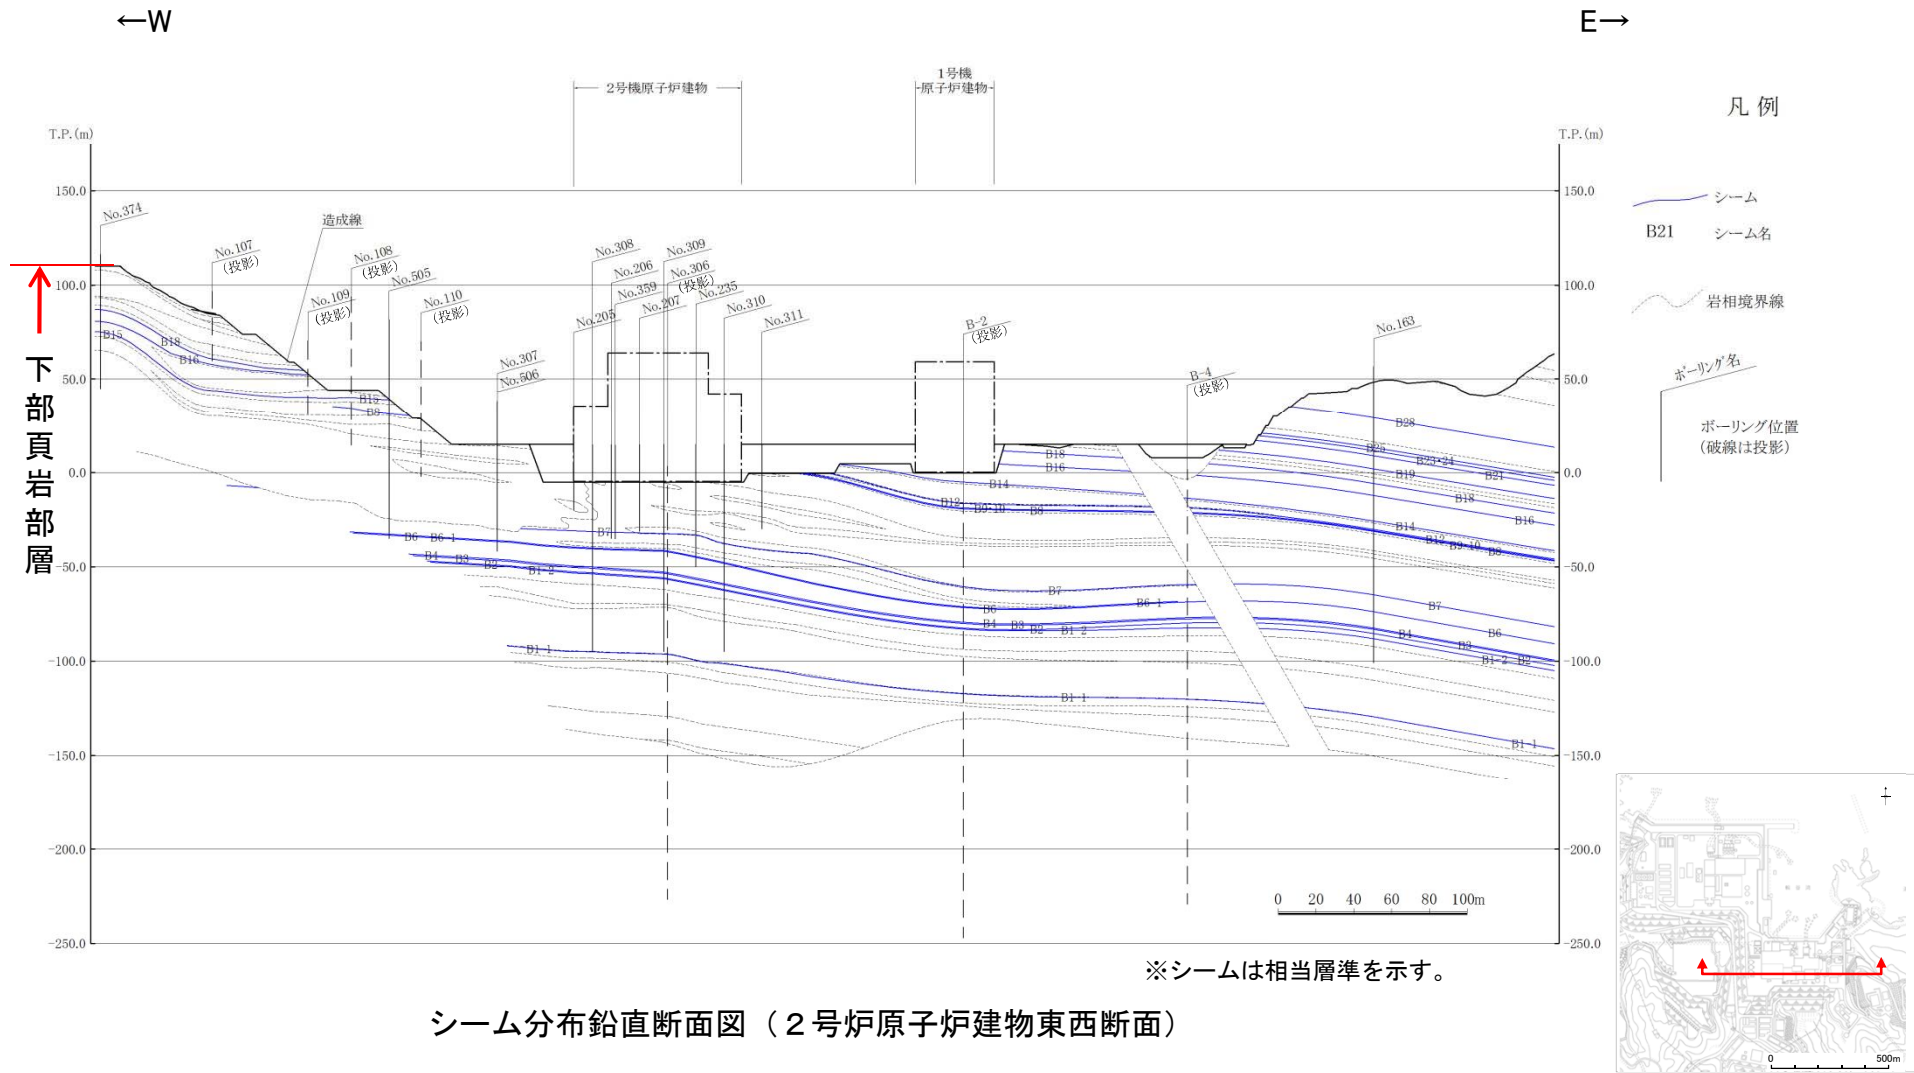 ←W
E→
2号機原子炉建物
1号機
原子炉建物
凡 例
T.P.(m)
T.P.(m)
150.0
100.0
50.0
0.0
-50.0
-100.0
-150.0
-200.0
-250.0
150.0
100.0
50.0
0.0
-50.0
-100.0
-150.0
-200.0
-250.0
下部頁岩部層
No.374
No.107
(投影)
造成線
No.108
(投影)
No.109
(投影)
No.505
No.110
(投影)
No.307
No.506
No.308
No.206
No.359
No.207
No.205
No.309
No.306
(投影)
No.235
No.310
No.311
B-2
(投影)
B-4
(投影)
No.163
シーム
B21
シーム名
岩相境界線
ボーリング名
ボーリング位置
(破線は投影)
B15
B18
B16
B15
B8
B6
B6-1
B4
B3
B2
B1-2
B1-1
B7
B18
B16
B14
B12
B9・10
B8
B7
B6
B6-1
B4
B3
B2
B1-2
B1-1
B28
B25
B23・24
B21
B19
B18
B16
B14
B12
B9・10
B8
B7
B6
B4
B3
B1-2
B2
B1-1
0 20 40 60 80 100m
※シームは相当層準を示す。
シーム分布鉛直断面図（２号炉原子炉建物東西断面）
0 500m